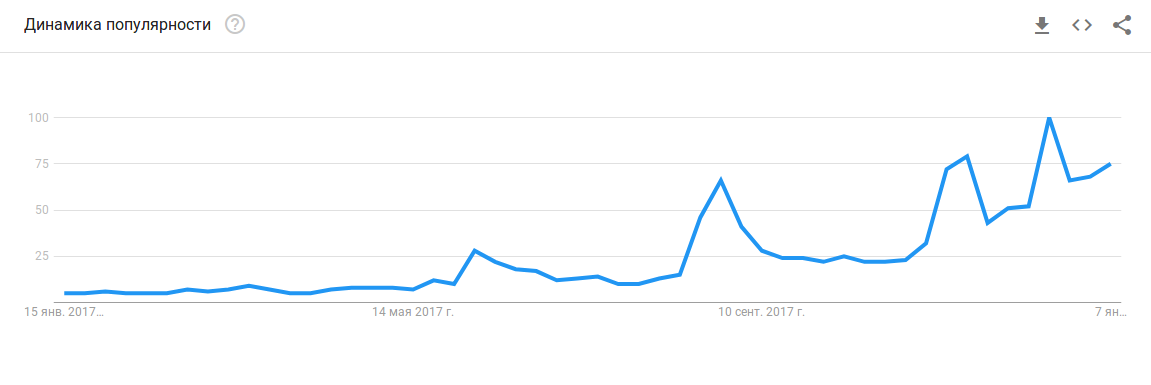 Динамика популярности
100
75
50
25
15 янв. 2017…
14 мая 2017 г.
10 сент. 2017 г.
7 ян…